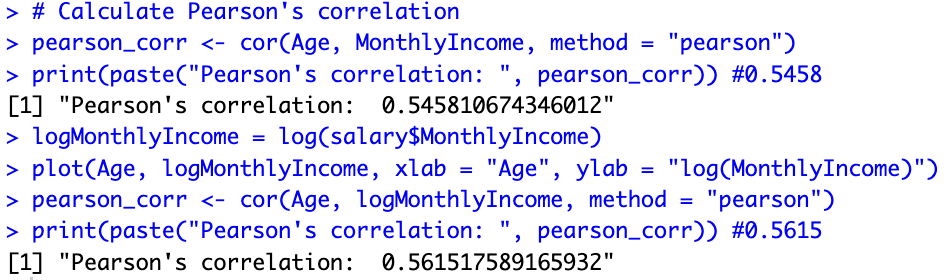 > # Calculate Pearson's correlation
> pearson_corr <- cor(Age, MonthlyIncome, method = "pearson")
> print(paste("Pearson's correlation: ", pearson_corr)) #0.5458
[1] "Pearson's correlation:  0.545810674346012"
> logMonthlyIncome = log(salary$MonthlyIncome)
> plot(Age, logMonthlyIncome, xlab = "Age", ylab = "log(MonthlyIncome)")
> pearson_corr <- cor(Age, logMonthlyIncome, method = "pearson")
> print(paste("Pearson's correlation: ", pearson_corr)) #0.5615
[1] "Pearson's correlation:  0.561517589165932"